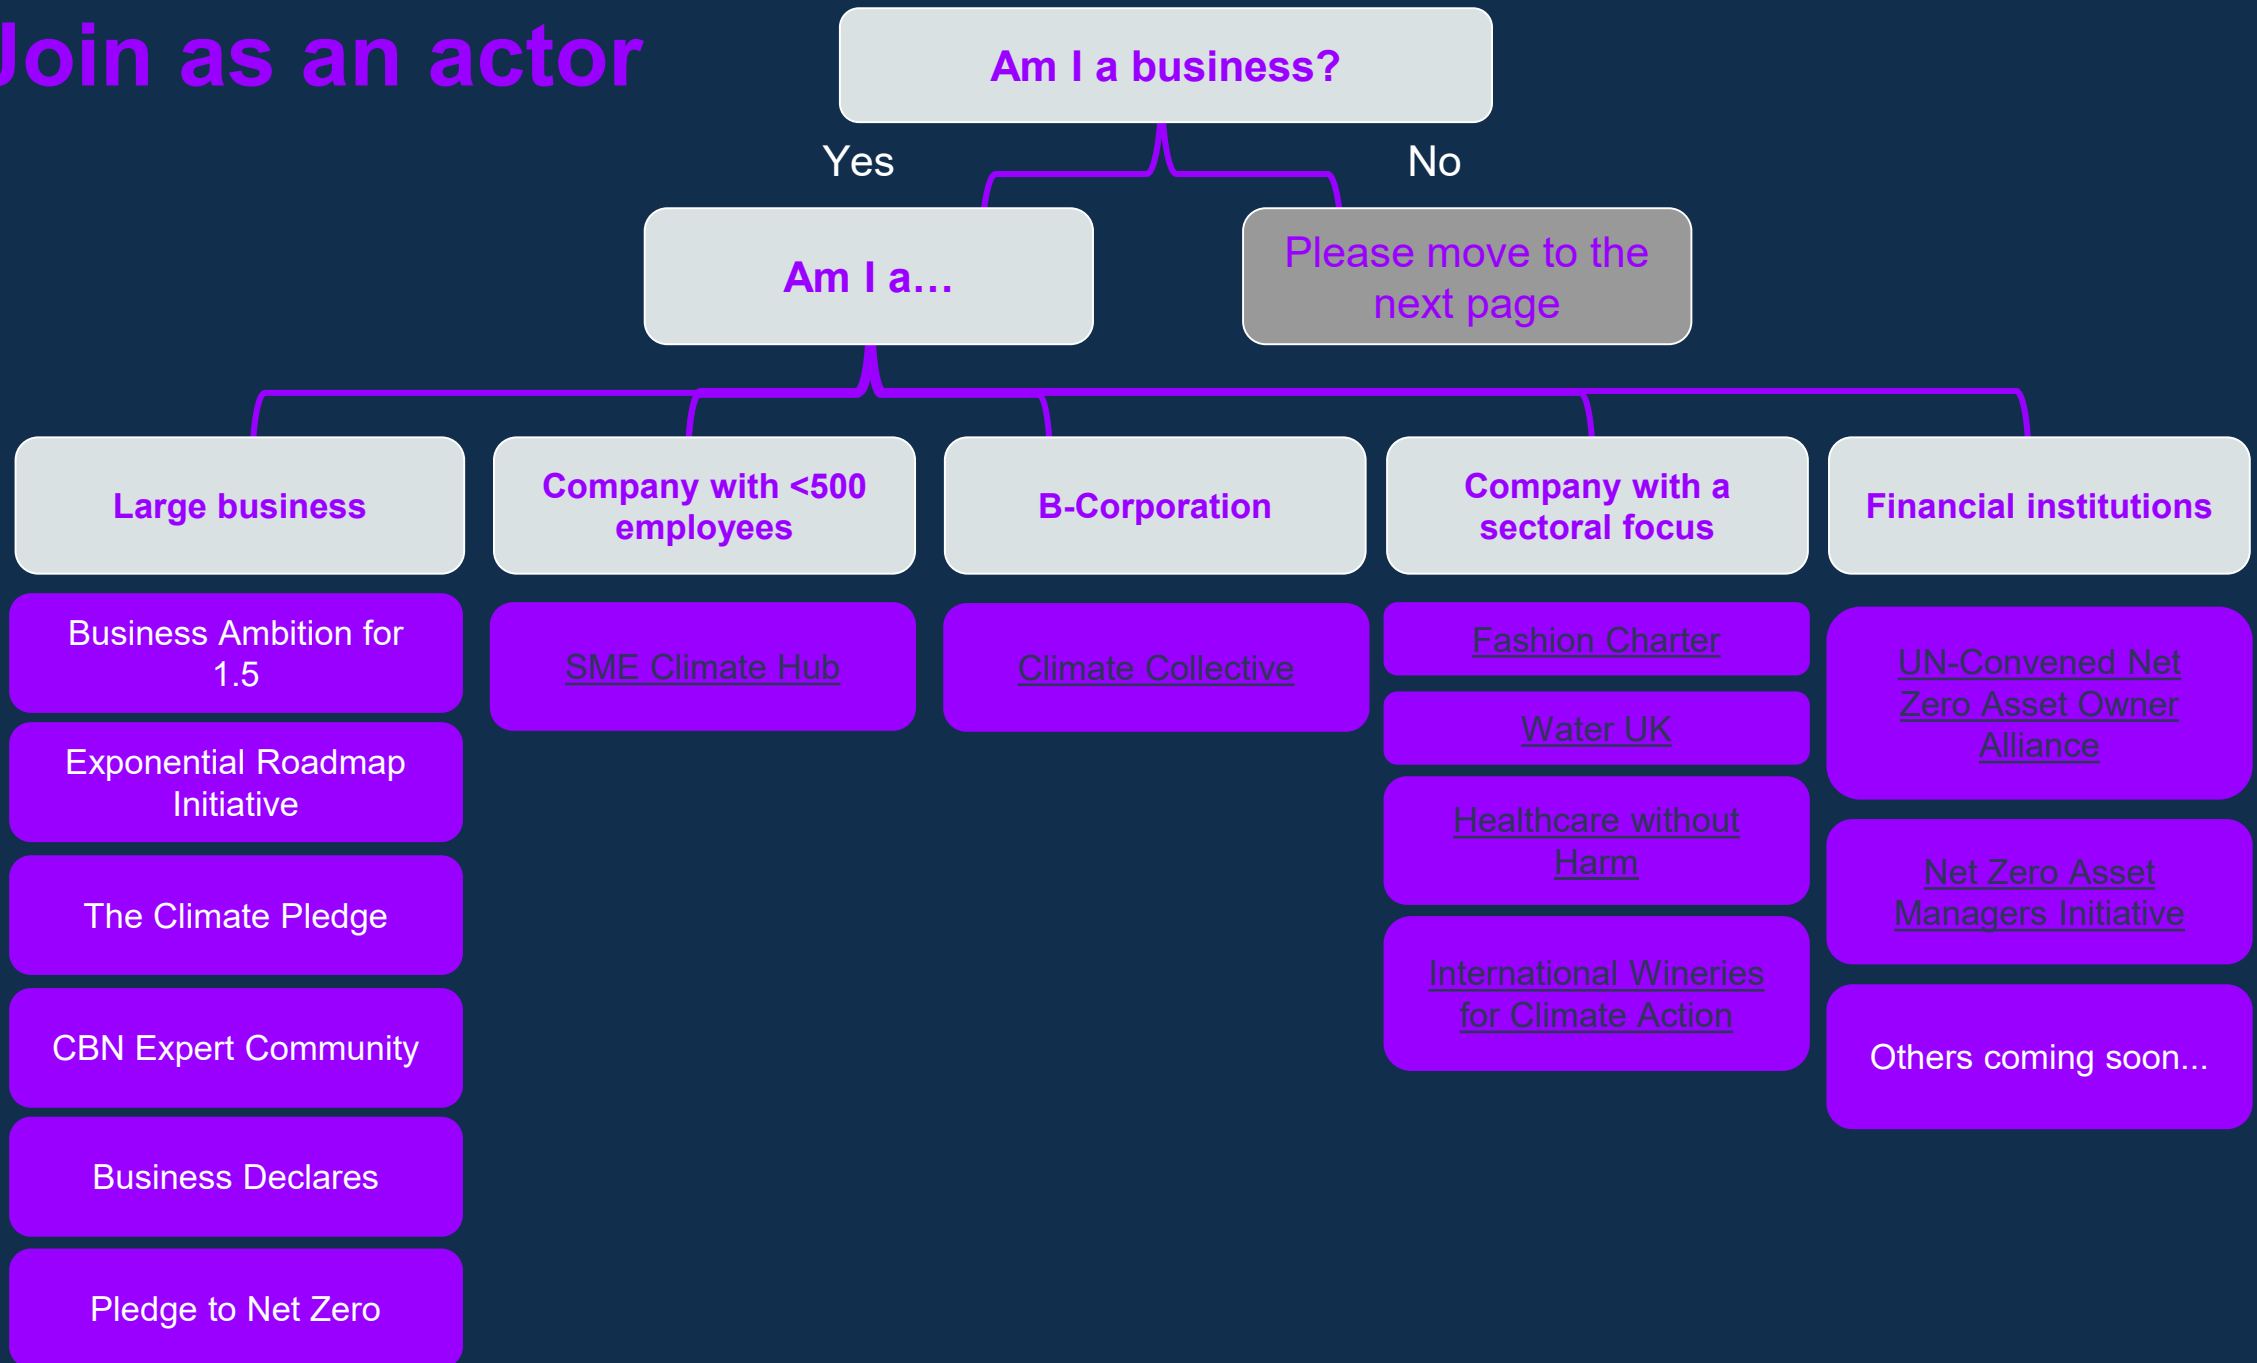 Join as an actor
Am I a business?
Yes
No
Am I a…
Please move to the
next page
Large business
Company with <500
employees
B-Corporation
Company with a
sectoral focus
Financial institutions
Business Ambition for
1.5
Exponential Roadmap
Initiative
The Climate Pledge
CBN Expert Community
Business Declares
Pledge to Net Zero
SME Climate Hub
Climate Collective
Fashion Charter
Water UK
Healthcare without
Harm
International Wineries
for Climate Action
UN-Convened Net
Zero Asset Owner
Alliance
Net Zero Asset
Managers Initiative
Others coming soon...